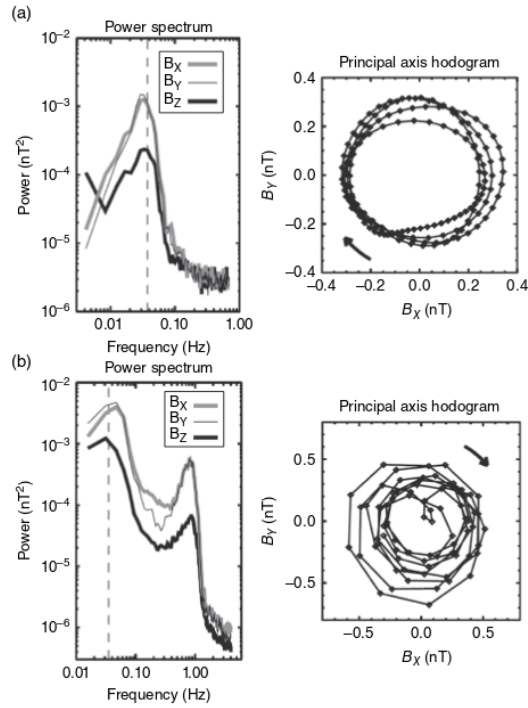 (a)
Power spectrum
10⁻²
10⁻³
10⁻⁴
10⁻⁵
10⁻⁶
Power (nT²)
B_X
B_Y
B_Z
0.01
0.10
1.00
Frequency (Hz)
Principal axis hodogram
0.4
0.2
0.0
−0.2
−0.4
B_Y (nT)
−0.4
−0.2
0.0
0.2
0.4
B_X (nT)
(b)
Power spectrum
10⁻²
10⁻³
10⁻⁴
10⁻⁵
10⁻⁶
Power (nT²)
B_X
B_Y
B_Z
0.01
0.10
1.00
Frequency (Hz)
Principal axis hodogram
0.5
0.0
−0.5
B_Y (nT)
−0.5
0.0
0.5
B_X (nT)